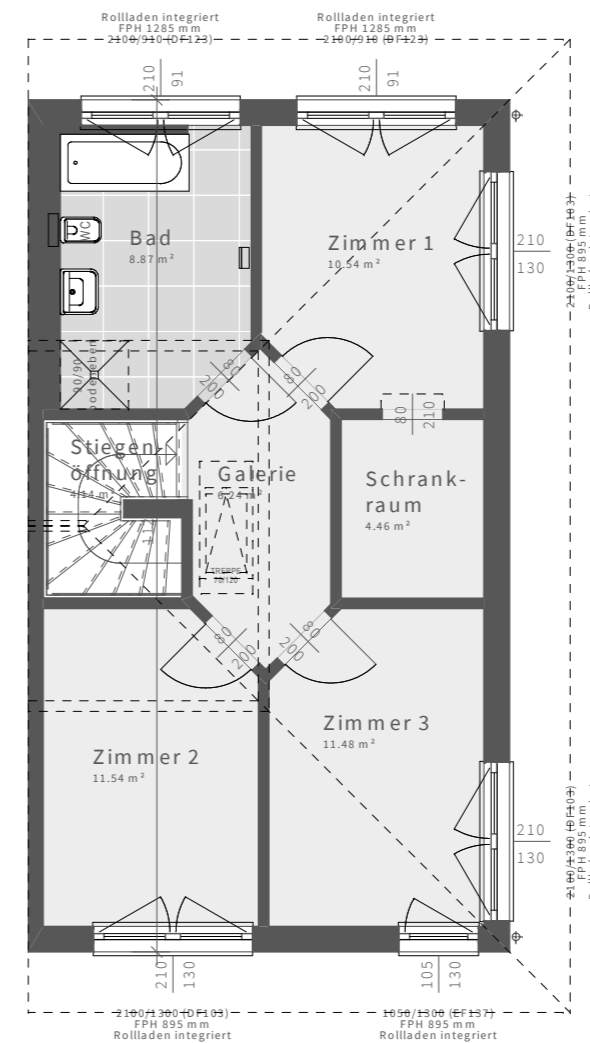 Rollladen integriert
FPH 1285 mm
2100/910 (DF123)
Rollladen integriert
FPH 1285 mm
2100/910 (DF123)
210
91
210
91
WC
Bad
8.87 m²
Zimmer 1
10.54 m²
210
130
2100/1300 (DF103)
FPH 895 mm
90/90
80
200
80
200
80
210
Stiegen-
öffnung
4.14 m²
Galerie
6.24 m²
Schrank-
raum
4.46 m²
TREPPE
70/120
80
200
80
200
Zimmer 2
11.54 m²
Zimmer 3
11.48 m²
210
130
2100/1300 (DF103)
FPH 895 mm
210
130
105
130
2100/1300 (DF103)
FPH 895 mm
Rollladen integriert
1050/1300 (EF137)
FPH 895 mm
Rollladen integriert